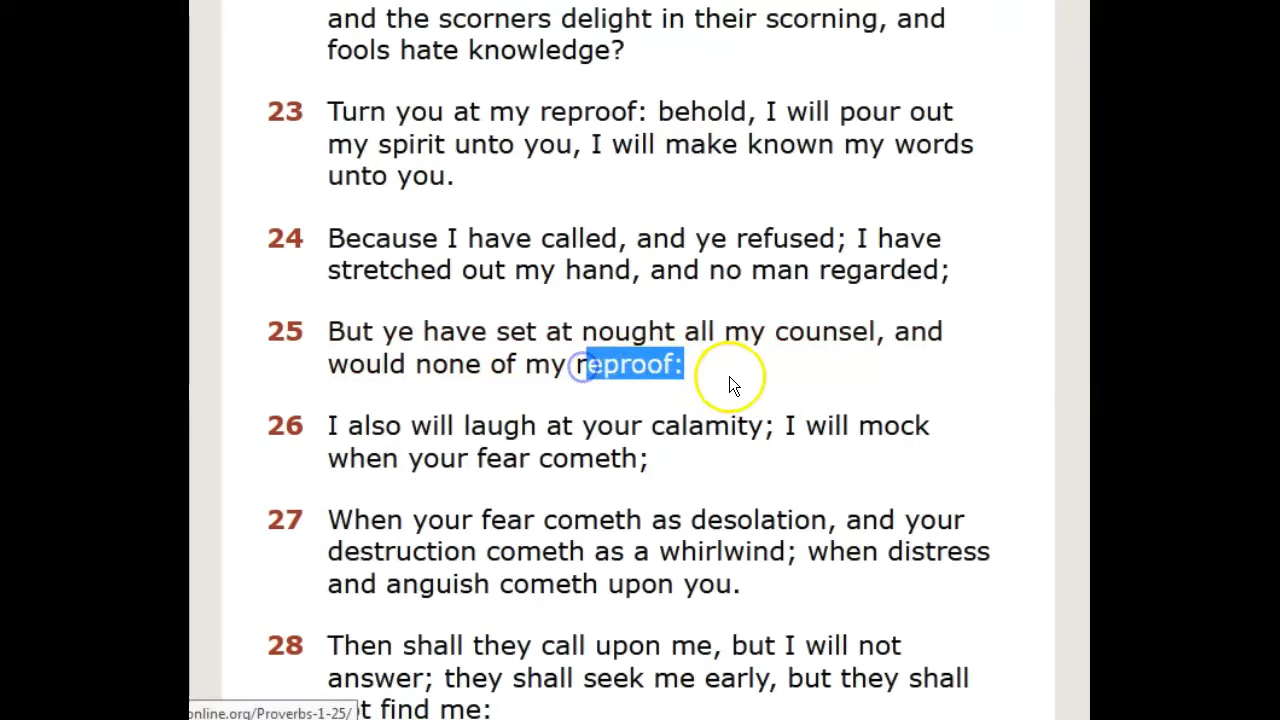 and the scorners delight in their scorning, and
fools hate knowledge?
23 Turn you at my reproof: behold, I will pour out
my spirit unto you, I will make known my words
unto you.
24 Because I have called, and ye refused; I have
stretched out my hand, and no man regarded;
25 But ye have set at nought all my counsel, and
would none of my reproof:
26 I also will laugh at your calamity; I will mock
when your fear cometh;
27 When your fear cometh as desolation, and your
destruction cometh as a whirlwind; when distress
and anguish cometh upon you.
28 Then shall they call upon me, but I will not
answer; they shall seek me early, but they shall
ot find me:
online.org/Proverbs-1-25/